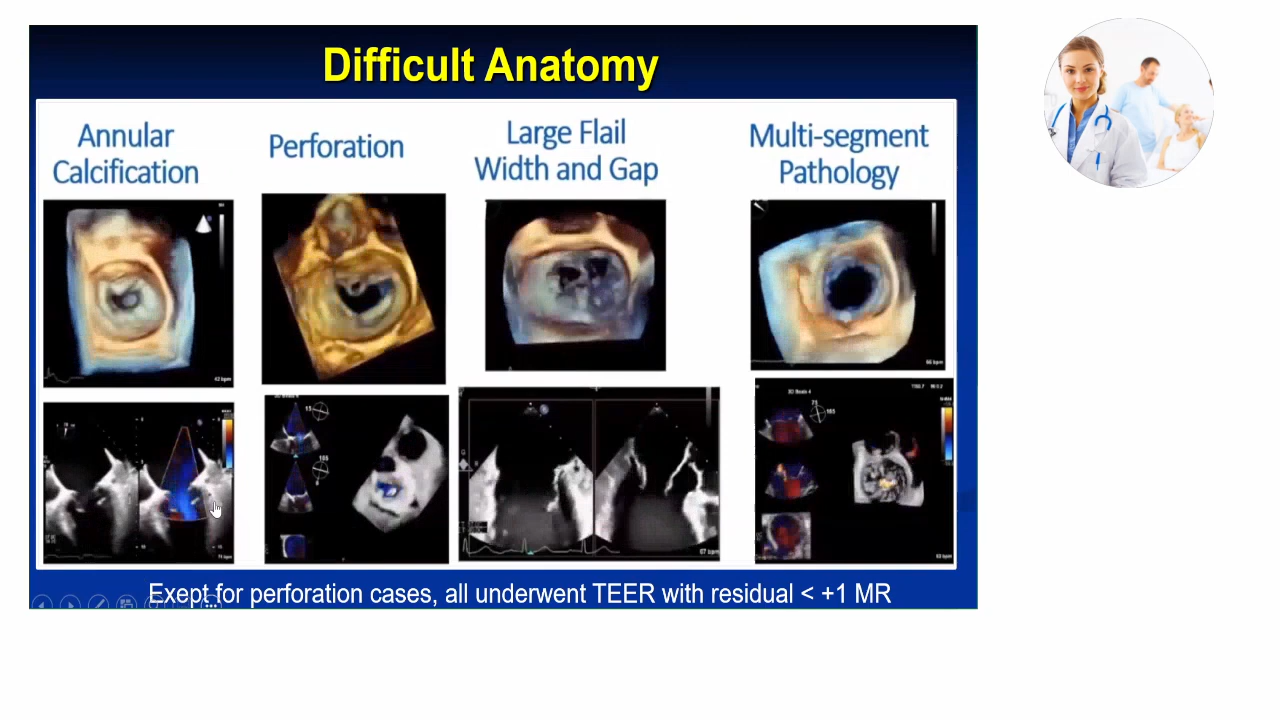 Difficult Anatomy
Annular
Calcification
Perforation
Large Flail
Width and Gap
Multi-segment
Pathology
Exept for perforation cases, all underwent TEER with residual < +1 MR